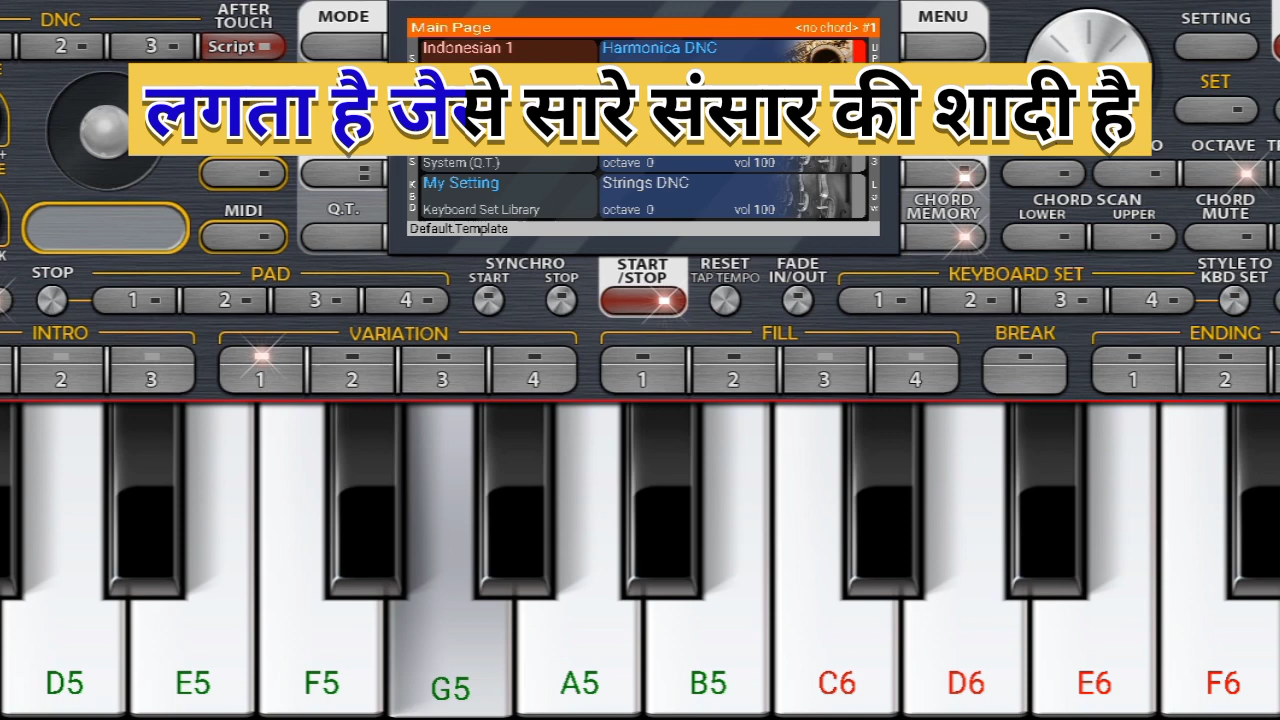 DNC
AFTER
TOUCH
MODE
Main Page <no chord> #1
MENU
SETTING
2 3 Script
Indonesian 1 Harmonica DNC
SET
लगता है जैसे सारे संसार की शादी है
System (Q.T.) octave 0 vol 100
OCTAVE
My Setting Strings DNC
Keyboard Set Library octave 0 vol 100
Default.Template
MIDI
Q.T.
CHORD
MEMORY
CHORD SCAN
LOWER UPPER
CHORD
MUTE
STOP
PAD
1 2 3 4
SYNCHRO
START STOP
START
/STOP
RESET
TAP TEMPO
FADE
IN/OUT
KEYBOARD SET
1 2 3 4
STYLE TO
KBD SET
INTRO
2 3
VARIATION
1 2 3 4
FILL
1 2 3 4
BREAK
ENDING
1 2
D5 E5 F5 G5 A5 B5 C6 D6 E6 F6